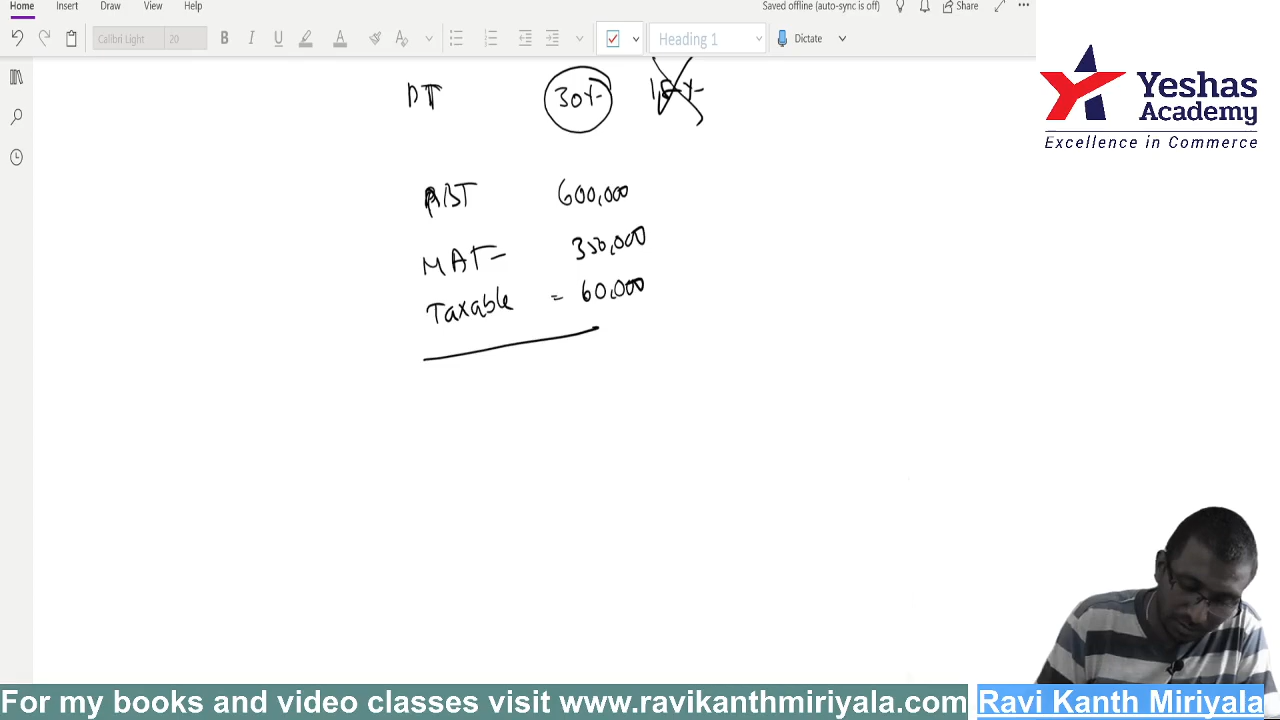 Home Insert Draw View Help
Saved offline (auto-sync is off) Share
Calibri Light 20 B I U A Heading 1 Dictate
Yeshas
Academy
Excellence in Commerce
DT 30%
PBT 600,000
MAT- 350,000
Taxable = 60,000
For my books and video classes visit www.ravikanthmiriyala.com Ravi Kanth Miriyala